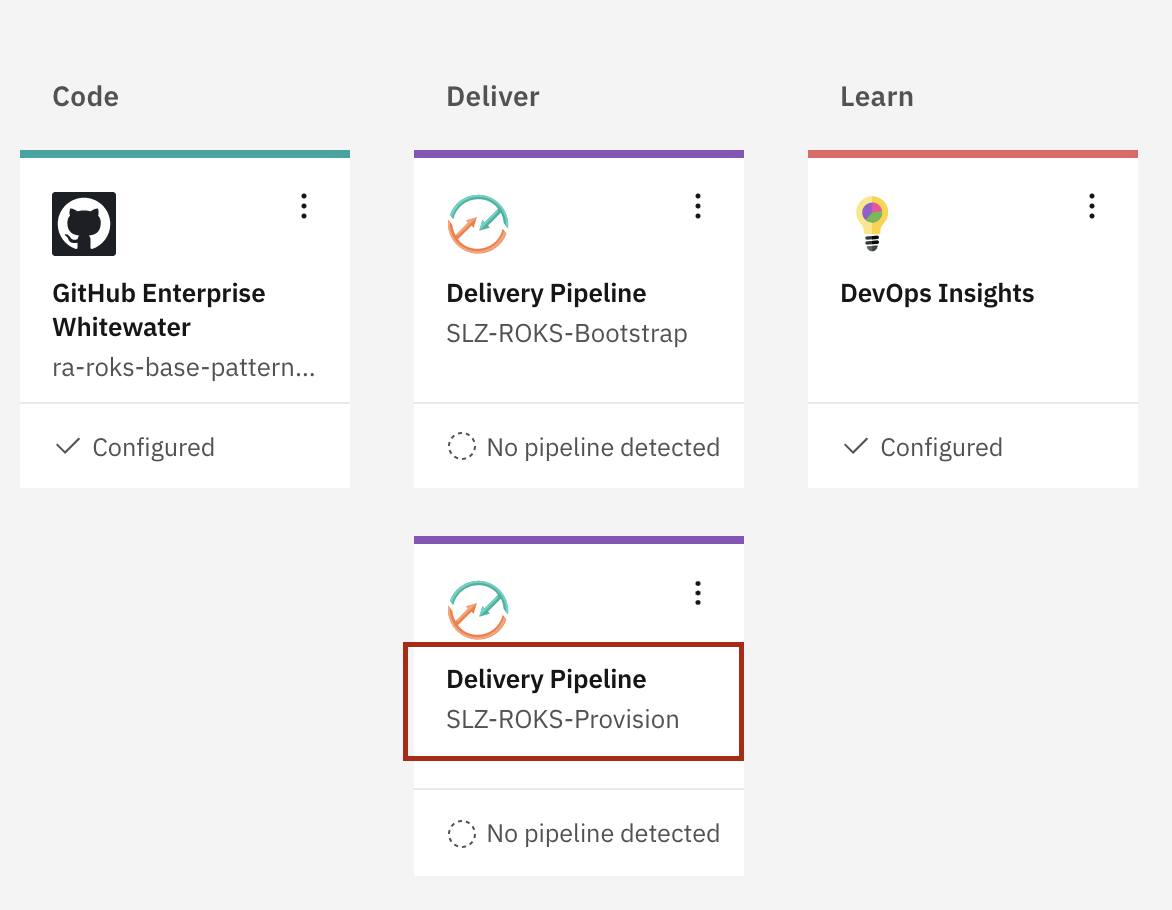 Code
GitHub Enterprise
Whitewater
ra-roks-base-pattern...
Configured
Deliver
Delivery Pipeline
SLZ-ROKS-Bootstrap
No pipeline detected
Delivery Pipeline
SLZ-ROKS-Provision
No pipeline detected
Learn
DevOps Insights
Configured